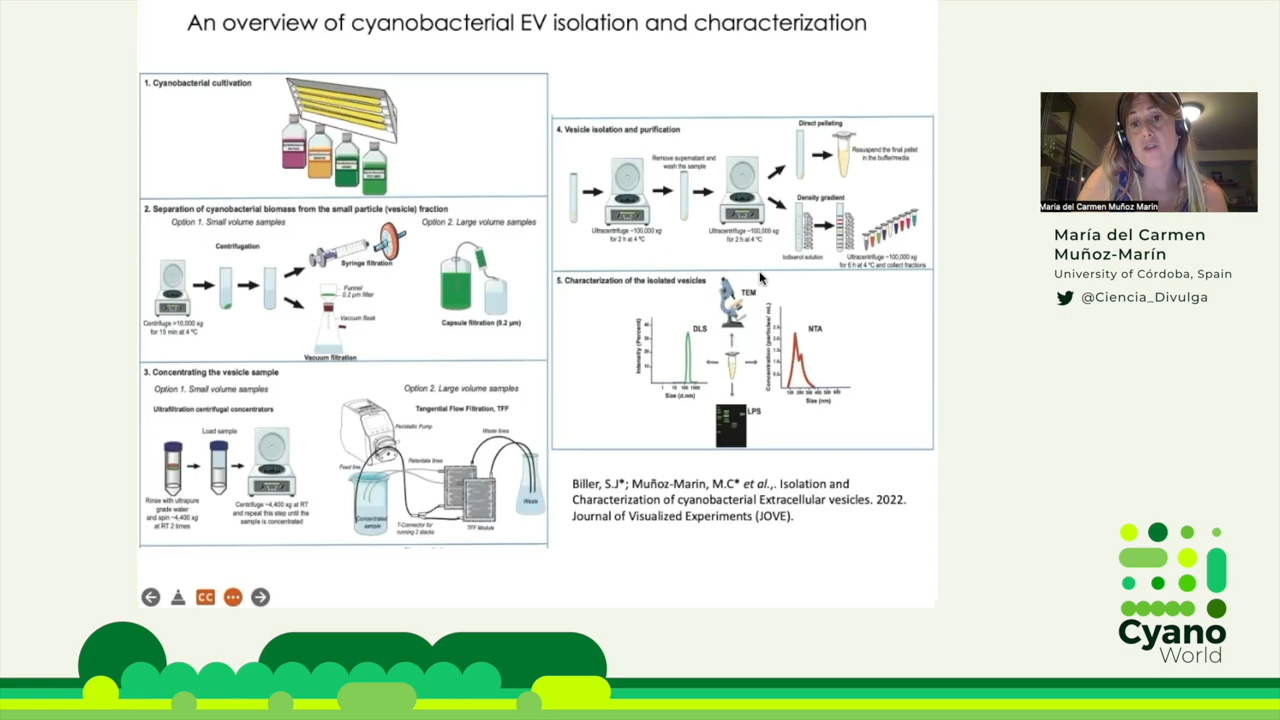 An overview of cyanobacterial EV isolation and characterization
1. Cyanobacterial cultivation
2. Separation of cyanobacterial biomass from the small particle (vesicle) fraction
Option 1. Small volume samples
Option 2. Large volume samples
Centrifugation
Syringe filtration
Centrifuge >10,000 xg
for 15 min at 4 ºC
Funnel
0.2 µm filter
Vacuum flask
Vacuum filtration
Capsule filtration (0.2 µm)
3. Concentrating the vesicle sample
Option 1. Small volume samples
Option 2. Large volume samples
Ultrafiltration centrifugal concentrators
Load sample
Rinse with ultrapure
grade water
and spin ~4,400 xg
at RT 2 times
Centrifuge ~4,400 xg at RT
and repeat this step until the
sample is concentrated
Tangential Flow Filtration, TFF
Peristaltic Pump
Waste lines
Feed line
Retentate lines
Concentrated
sample
T-Connector for
running 2 stacks
TFF Module
Waste
4. Vesicle isolation and purification
Direct pelleting
Remove supernatant and
wash the sample
Resuspend the final pellet
in the buffer/media
Density gradient
Ultracentrifuge ~100,000 xg
for 2 h at 4 ºC
Ultracentrifuge ~100,000 xg
for 2 h at 4 ºC
Iodixanol solution
Ultracentrifuge ~100,000 xg
for 6 h at 4 ºC and collect fractions
5. Characterization of the isolated vesicles
TEM
DLS
Intensity (Percent)
Size (d.nm)
NTA
Concentration (particles/ mL)
Size (nm)
LPS
Biller, S.J*; Muñoz-Marin, M.C* et al.,. Isolation and
Characterization of cyanobacterial Extracellular vesicles. 2022.
Journal of Visualized Experiments (JOVE).
CC
María del Carmen Muñoz Marín
María del Carmen
Muñoz-Marín
University of Córdoba, Spain
@Ciencia_Divulga
Cyano
World